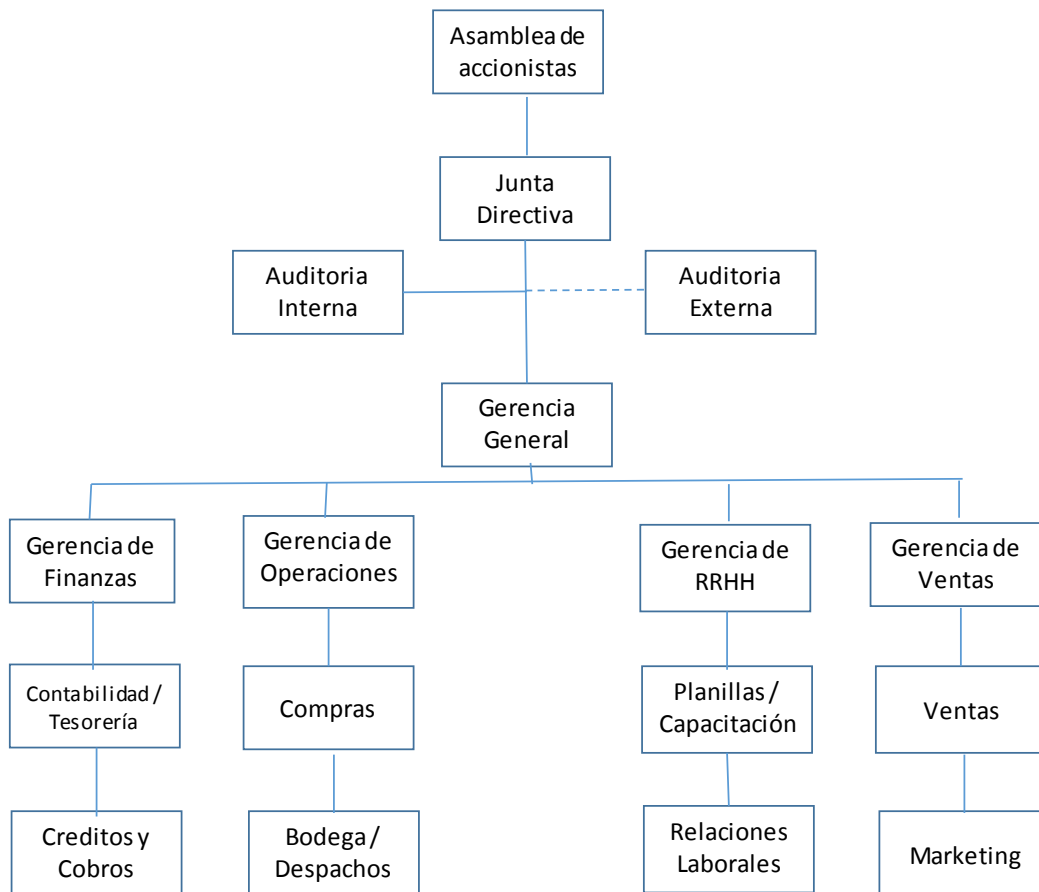 Asamblea de
accionistas
Junta
Directiva
Auditoria
Interna
Auditoria
Externa
Gerencia
General
Gerencia de
Finanzas
Gerencia de
Operaciones
Gerencia de
RRHH
Gerencia de
Ventas
Contabilidad /
Tesorería
Compras
Planillas /
Capacitación
Ventas
Creditos y
Cobros
Bodega /
Despachos
Relaciones
Laborales
Marketing